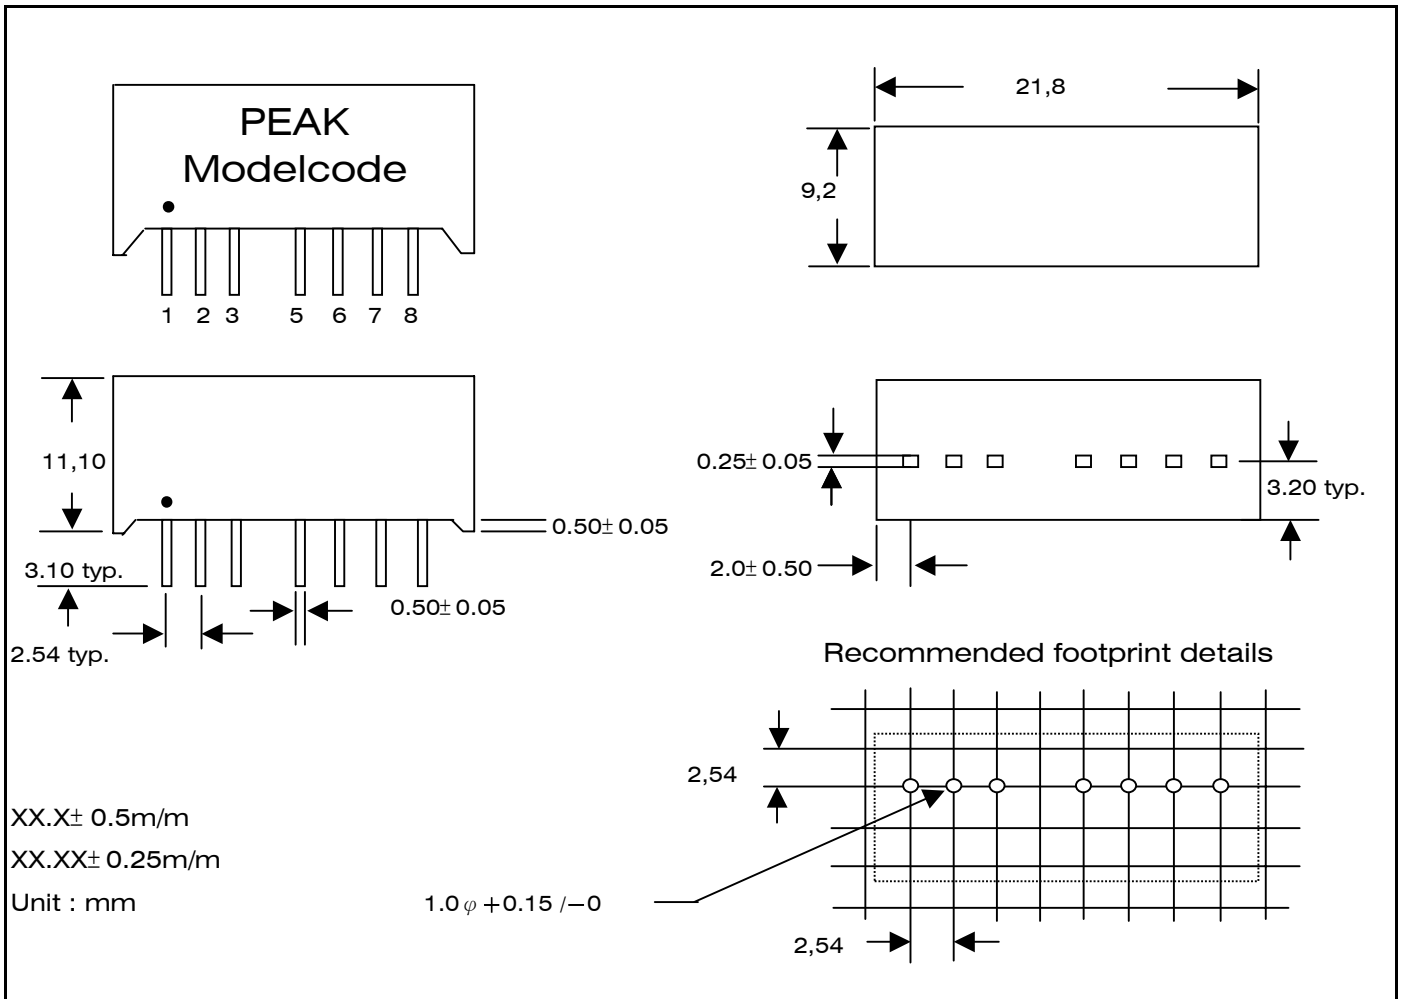 PEAK
Modelcode
1 2 3 5 6 7 8
21,8
9,2
11,10
3.10 typ.
2.54 typ.
0.50± 0.05
0.50± 0.05
0.25± 0.05
3.20 typ.
2.0± 0.50
Recommended footprint details
2,54
2,54
1.0 φ +0.15 /−0
XX.X± 0.5m/m
XX.XX± 0.25m/m
Unit : mm